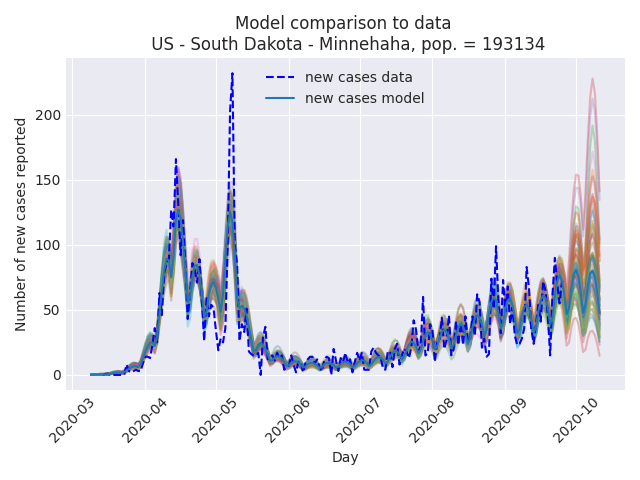 Model comparison to data
US - South Dakota - Minnehaha, pop. = 193134
new cases data
new cases model
Number of new cases reported
200
150
100
50
0
2020-03
2020-04
2020-05
2020-06
2020-07
2020-08
2020-09
2020-10
Day